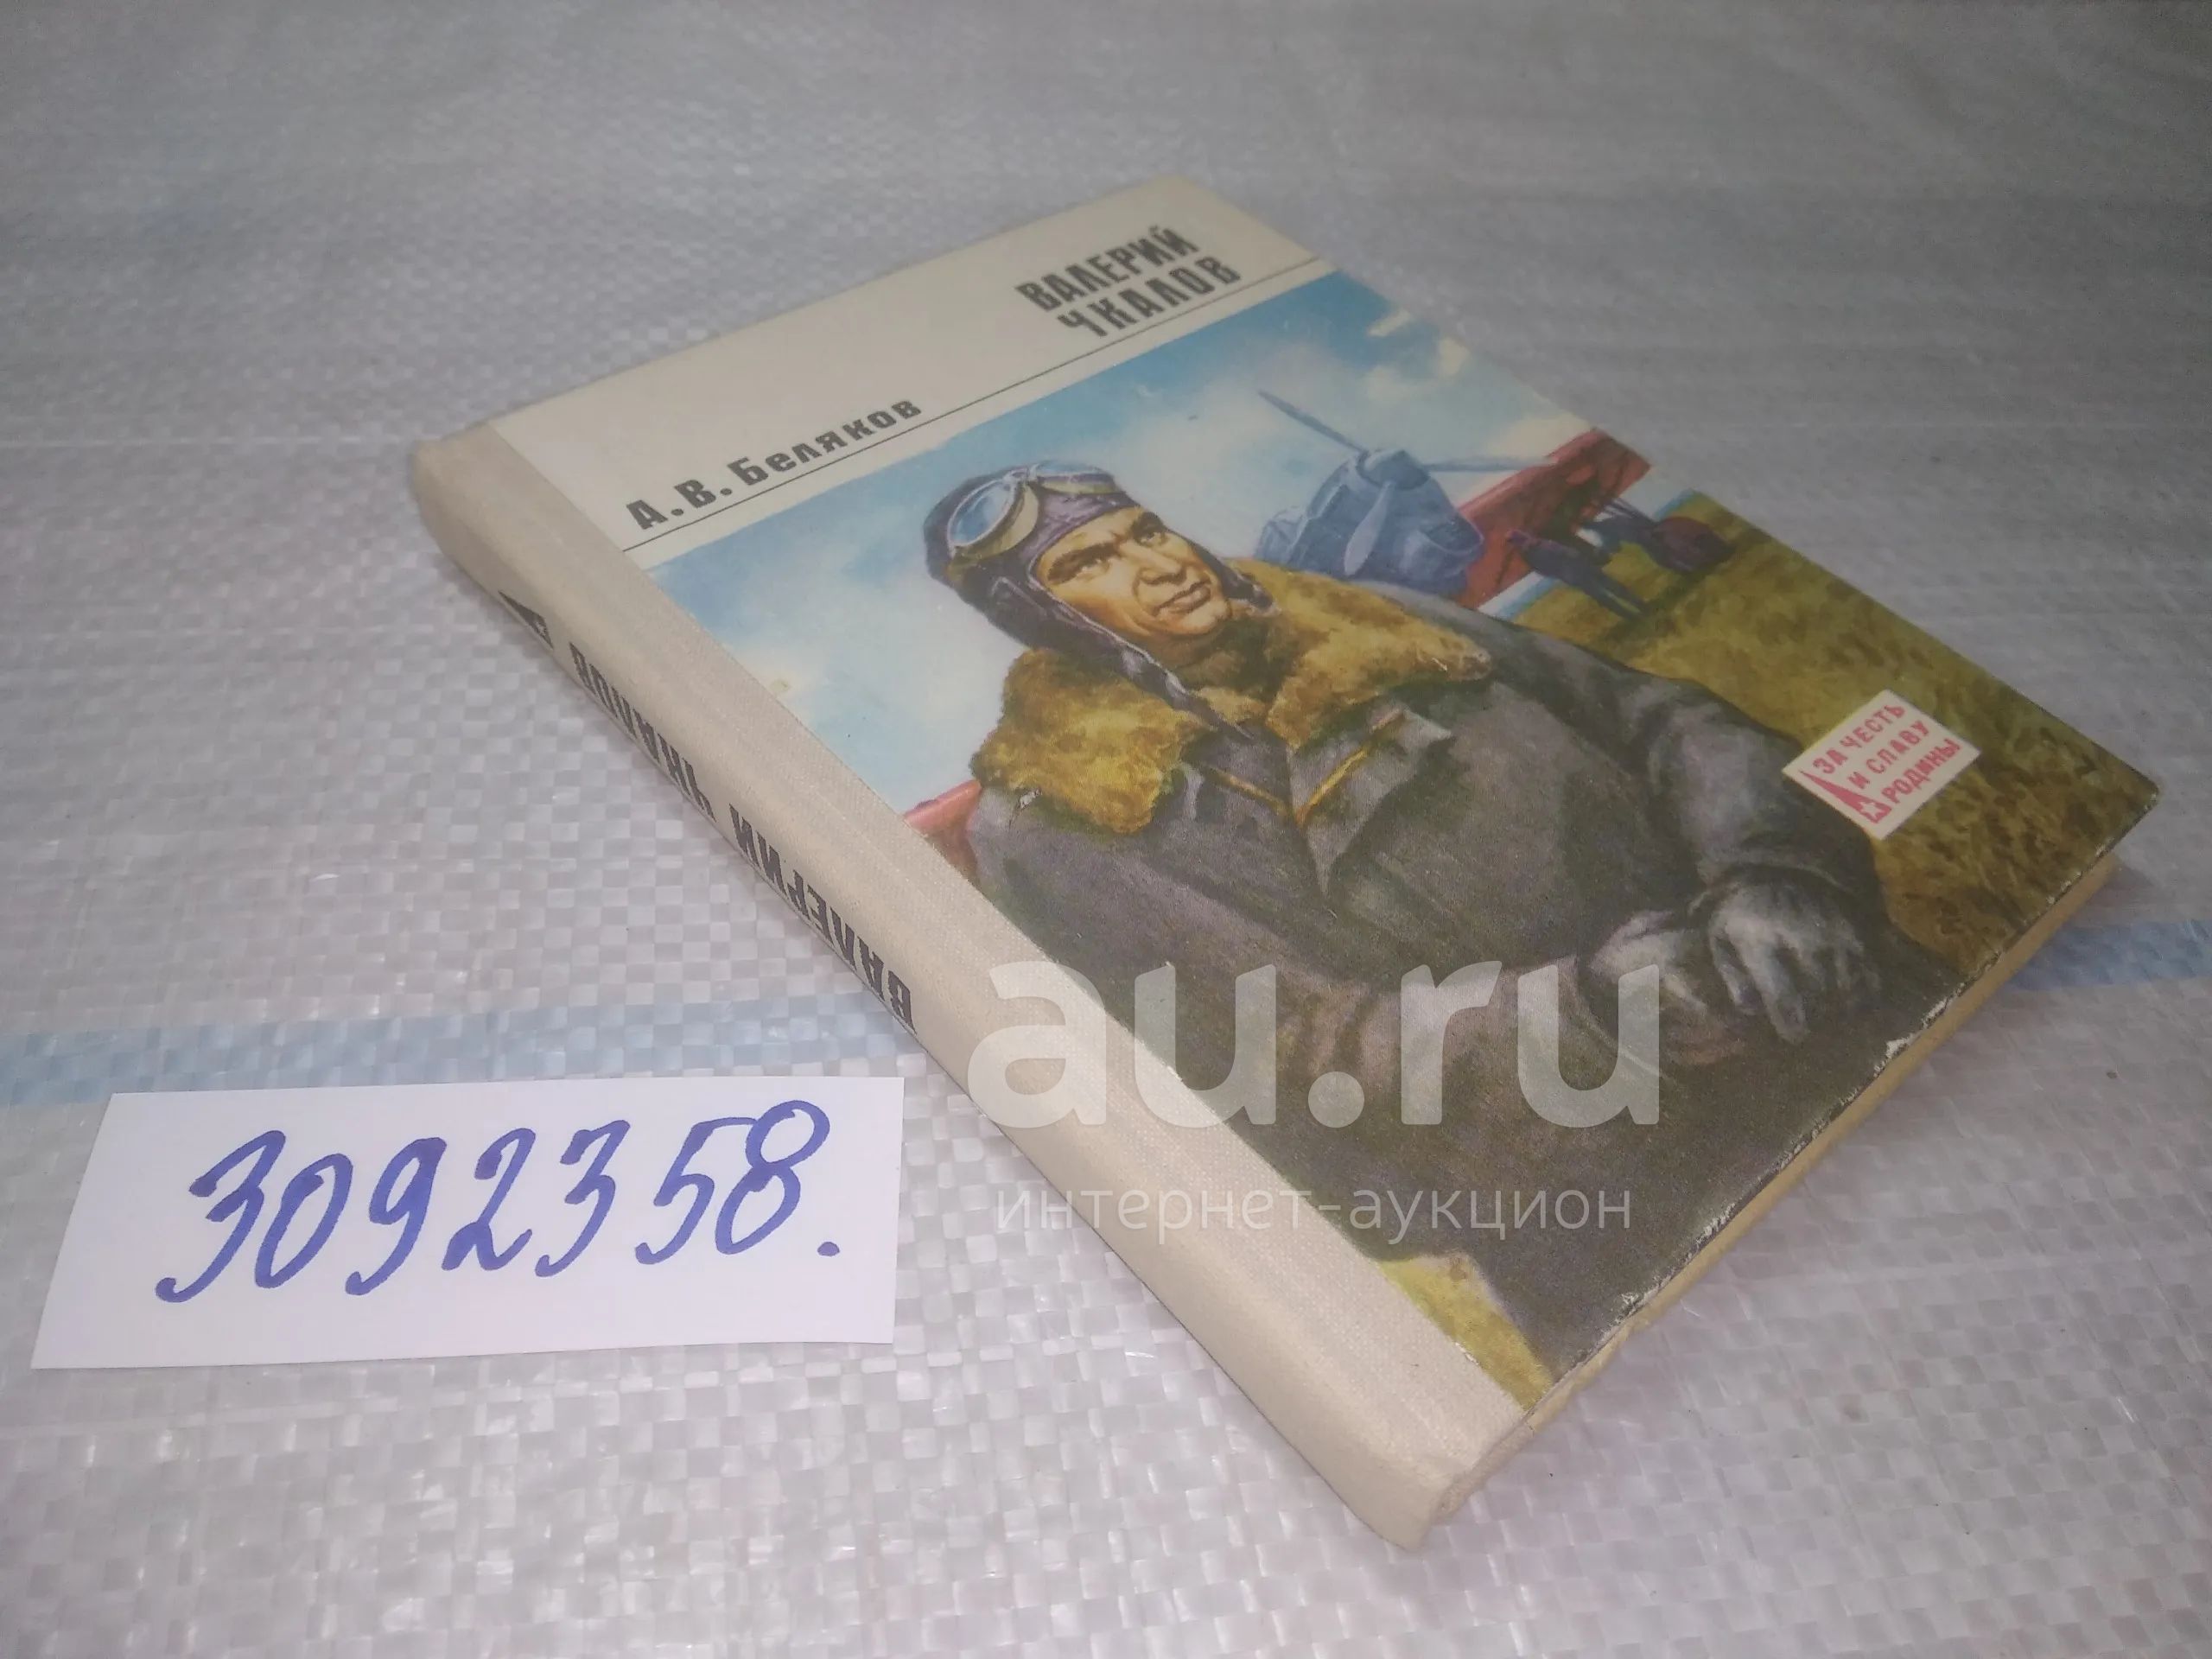 ВАЛЕРИЙ
ЧКАЛОВ
А.В.Беляков
ЗА ЧЕСТЬ
И СЛАВУ
РОДИНЫ
ВАЛЕРИЙ ЧКАЛОВ
au.ru
интернет-аукцион
3092358.